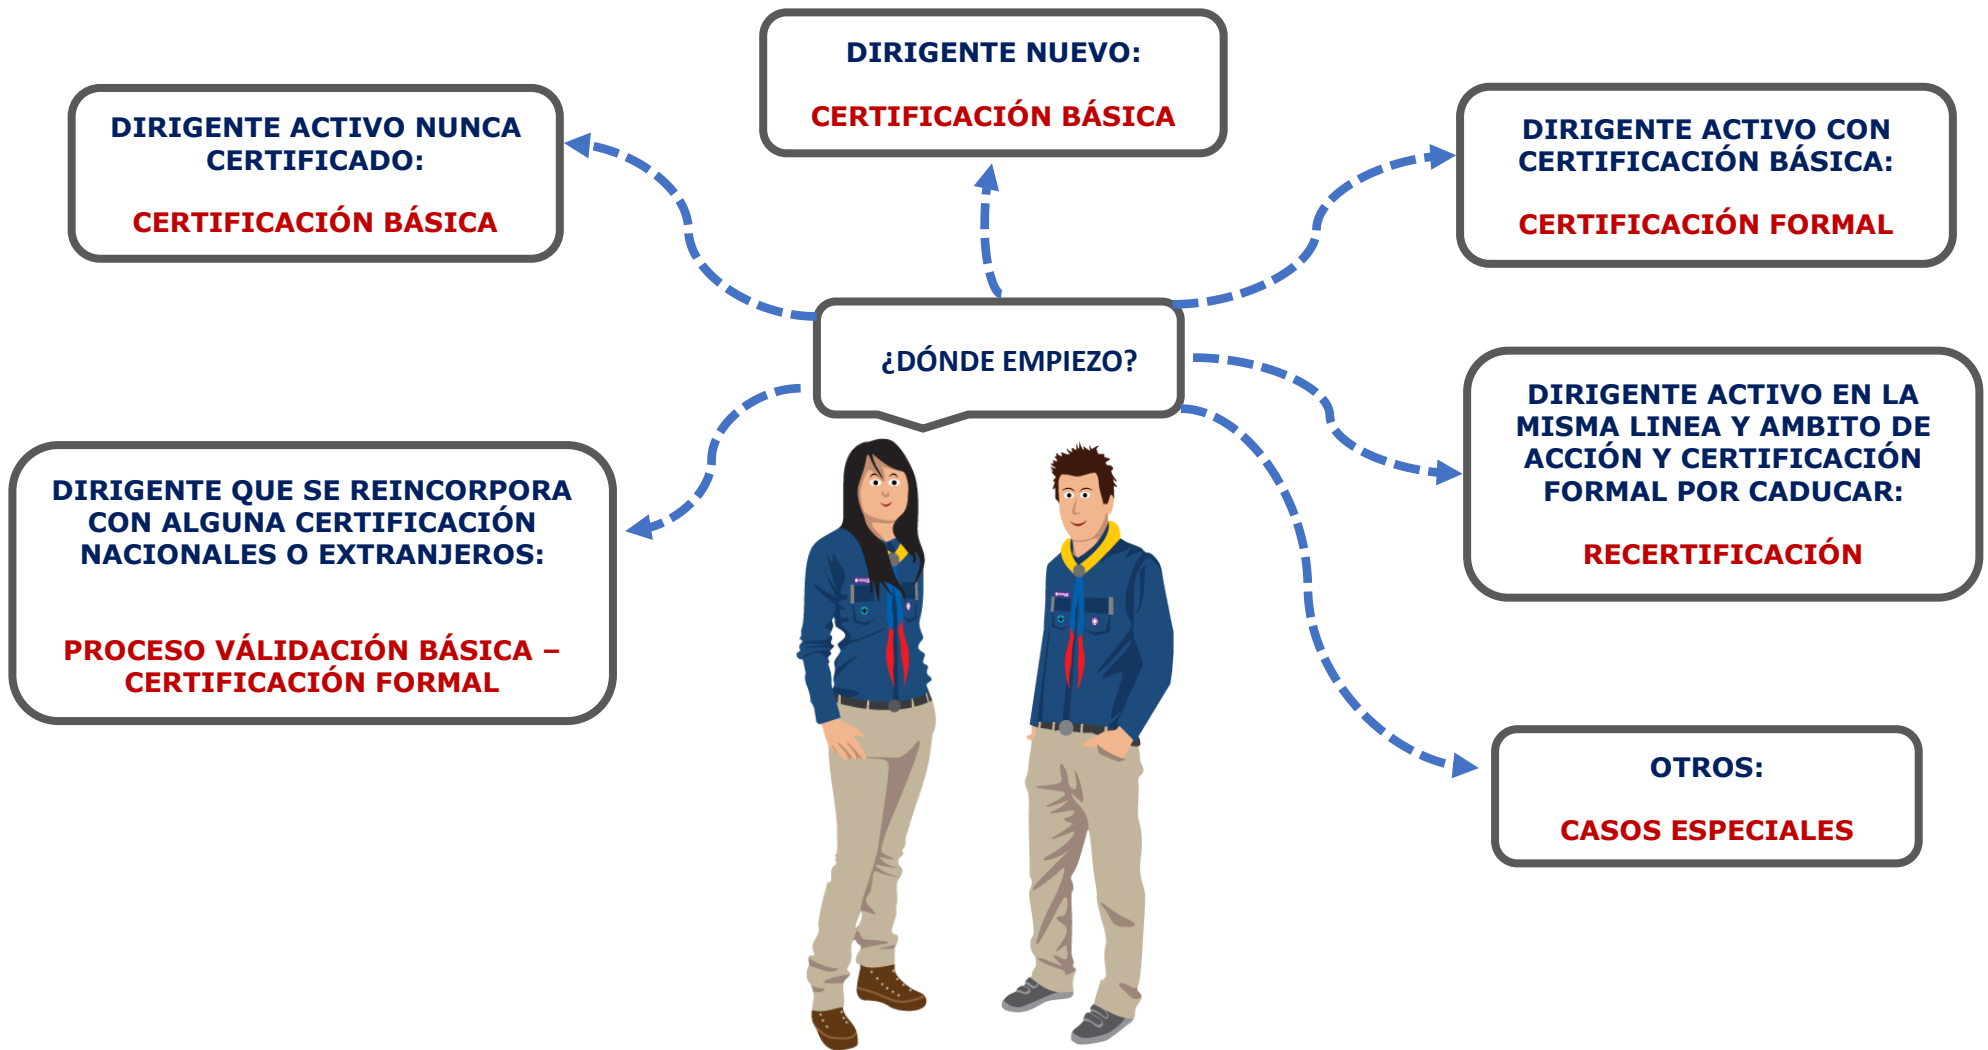 DIRIGENTE NUEVO:
CERTIFICACIÓN BÁSICA
DIRIGENTE ACTIVO NUNCA
CERTIFICADO:
CERTIFICACIÓN BÁSICA
DIRIGENTE ACTIVO CON
CERTIFICACIÓN BÁSICA:
CERTIFICACIÓN FORMAL
¿DÓNDE EMPIEZO?
DIRIGENTE ACTIVO EN LA
MISMA LINEA Y AMBITO DE
ACCIÓN Y CERTIFICACIÓN
FORMAL POR CADUCAR:
RECERTIFICACIÓN
DIRIGENTE QUE SE REINCORPORA
CON ALGUNA CERTIFICACIÓN
NACIONALES O EXTRANJEROS:
PROCESO VÁLIDACIÓN BÁSICA –
CERTIFICACIÓN FORMAL
OTROS:
CASOS ESPECIALES